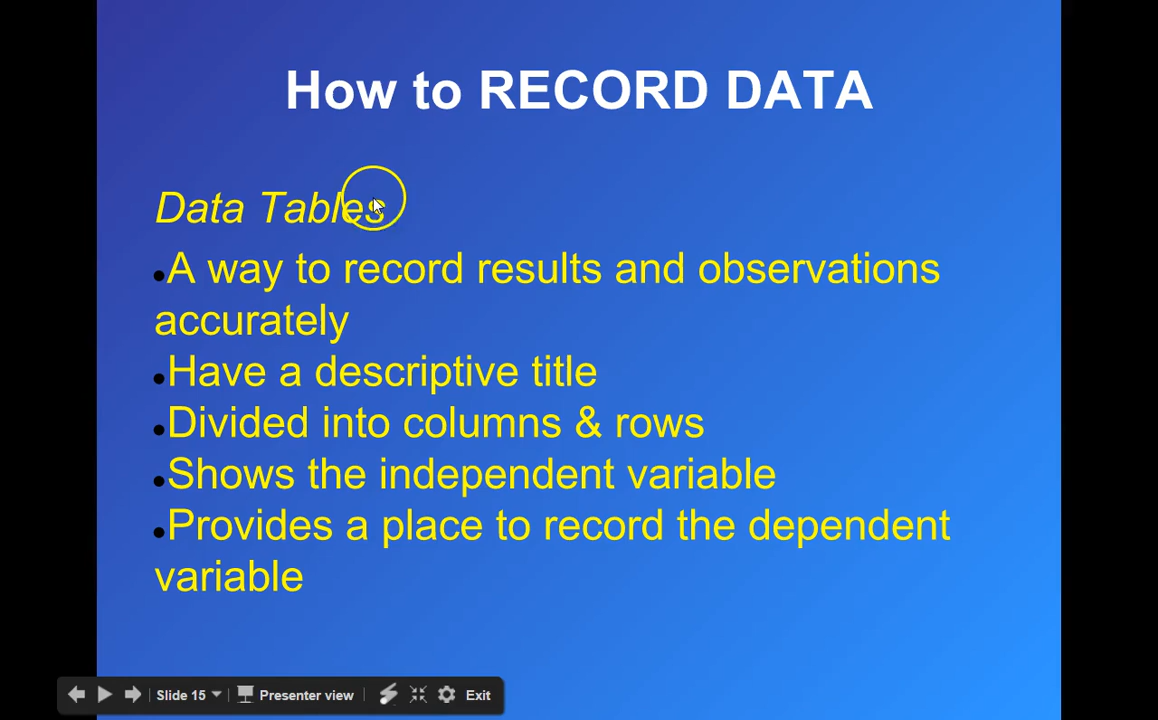 How to RECORD DATA
Data Tables
•A way to record results and observations
accurately
•Have a descriptive title
•Divided into columns & rows
•Shows the independent variable
•Provides a place to record the dependent
variable
Slide 15 Presenter view Exit